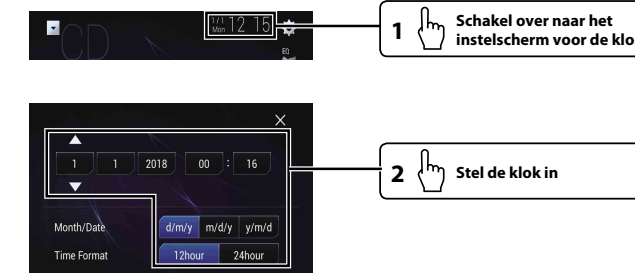 1/1
Mon 12 15
CD
EQ
1 Schakel over naar het
instelscherm voor de klo
1 1 2018 00 : 16
2 Stel de klok in
Month/Date d/m/y m/d/y y/m/d
Time Format 12hour 24hour